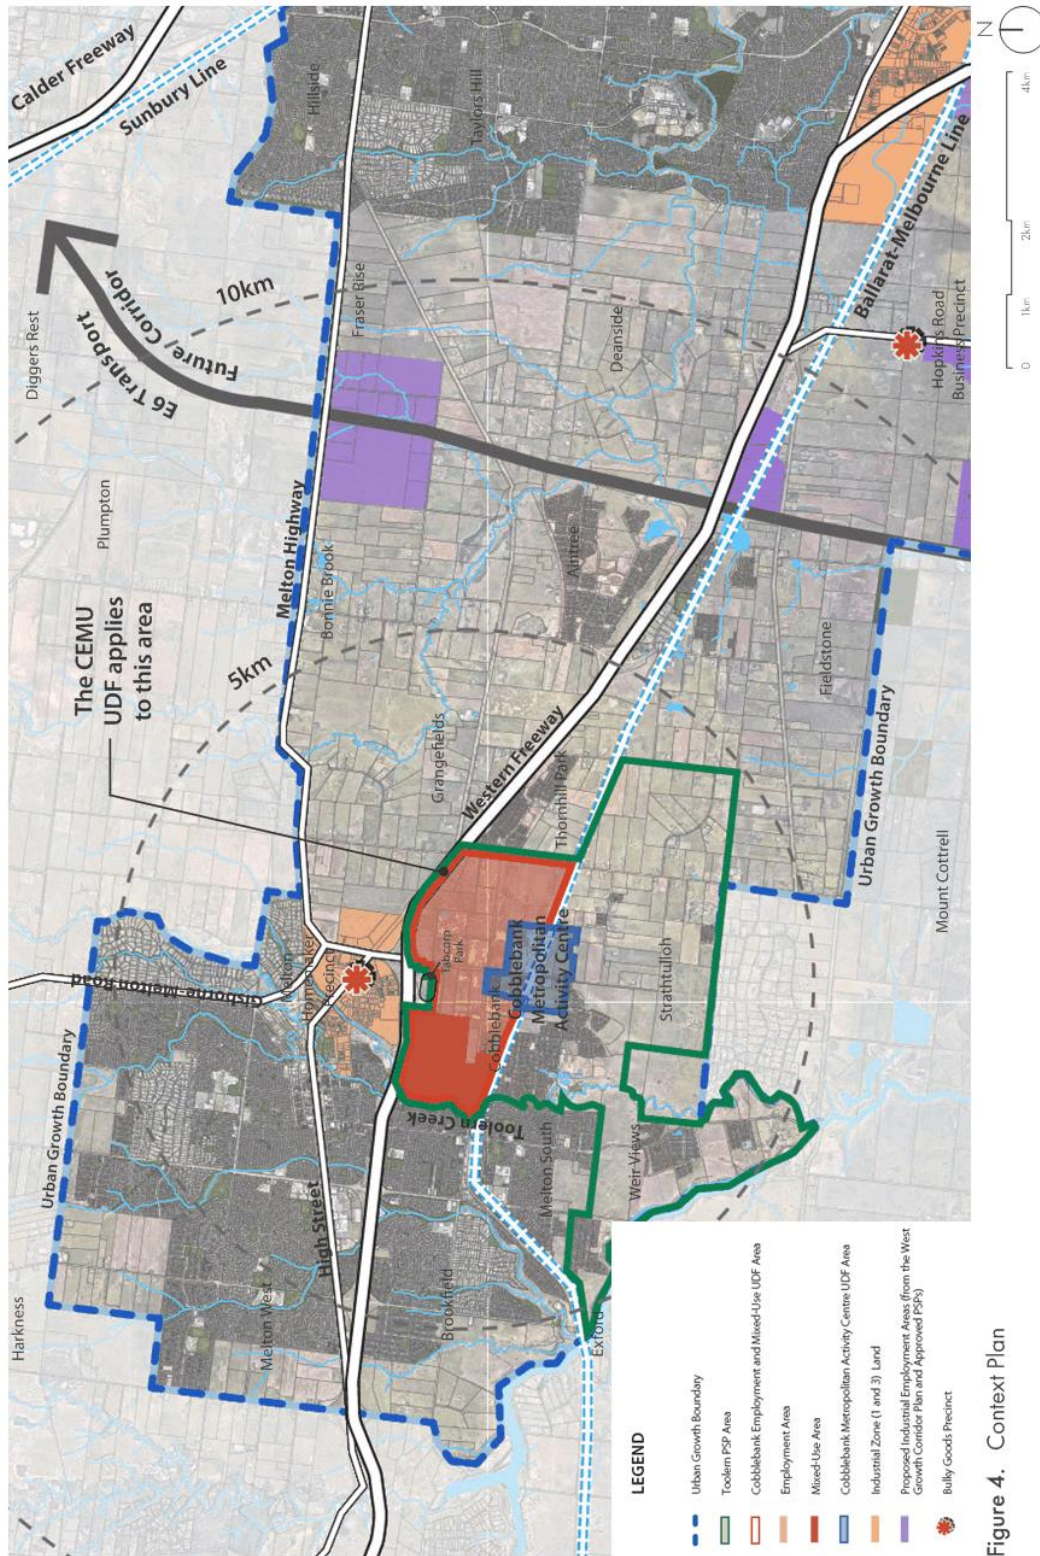 Calder Freeway
Sunbury Line
Diggers Rest
E6 Transport
Future Corridor
10km
Hillside
Taylors Hill
Fraser Rise
Deanside
Ballarat-Melbourne Line
Hopkins Road
Business Precinct
Plumpton
Melton Highway
Bonnie Brook
The CEMU
UDF applies
to this area
5km
Grangefields
Aintree
Western Freeway
Thornhill Park
Fieldstone
Urban Growth Boundary
Mount Cottrell
Gisborne-Melton Road
Melton
Homemaker
Precinct
Tabcorp
Park
Cobblebank
Cobblebank
Metropolitan
Activity Centre
Strathtulloh
Toolern Creek
Melton South
Weir Views
Urban Growth Boundary
High Street
Harkness
Melton West
Brookfield
Exford
LEGEND
Urban Growth Boundary
Toolern PSP Area
Cobblebank Employment and Mixed-Use UDF Area
Employment Area
Mixed-Use Area
Cobblebank Metropolitan Activity Centre UDF Area
Industrial Zone (1 and 3) Land
Proposed Industrial Employment Areas (from the West
Growth Corridor Plan and Approved PSPs)
Bulky Goods Precinct
N
0 1km 2km 4km
Figure 4. Context Plan